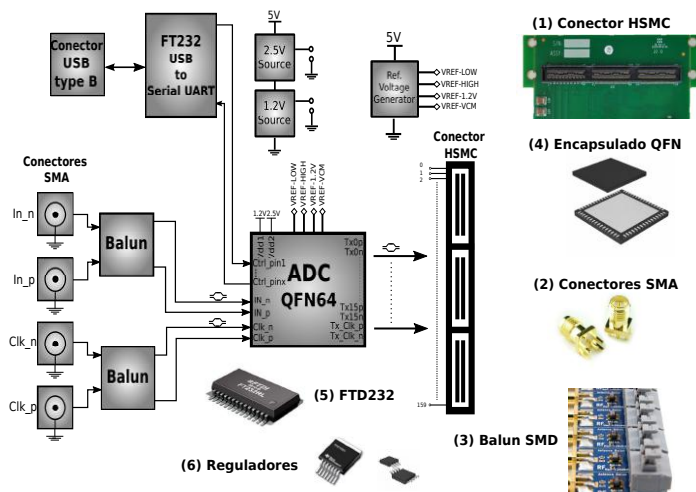 5V
Conector
USB
type B
FT232
USB
to
Serial UART
2.5V
Source
1.2V
Source
5V
Ref.
Voltage
Generator
VREF-LOW
VREF-HIGH
VREF-1.2V
VREF-VCM
(1) Conector HSMC
(4) Encapsulado QFN
Conector
HSMC
0
1
2
159
Conectores
SMA
In_n
In_p
Clk_n
Clk_p
Balun
Balun
VREF-LOW
VREF-HIGH
VREF-1.2V
VREF-VCM
1.2V
2.5V
Vdd1
Vdd2
Ctrl_pin1
Ctrl_pinx
IN_n
IN_p
Clk_n
Clk_p
ADC
QFN64
Tx0p
Tx0n
Tx15p
Tx15n
Tx_Clk_p
Tx_Clk_n
(2) Conectores SMA
(5) FTD232
FTDI
FT232RL
(3) Balun SMD
(6) Reguladores